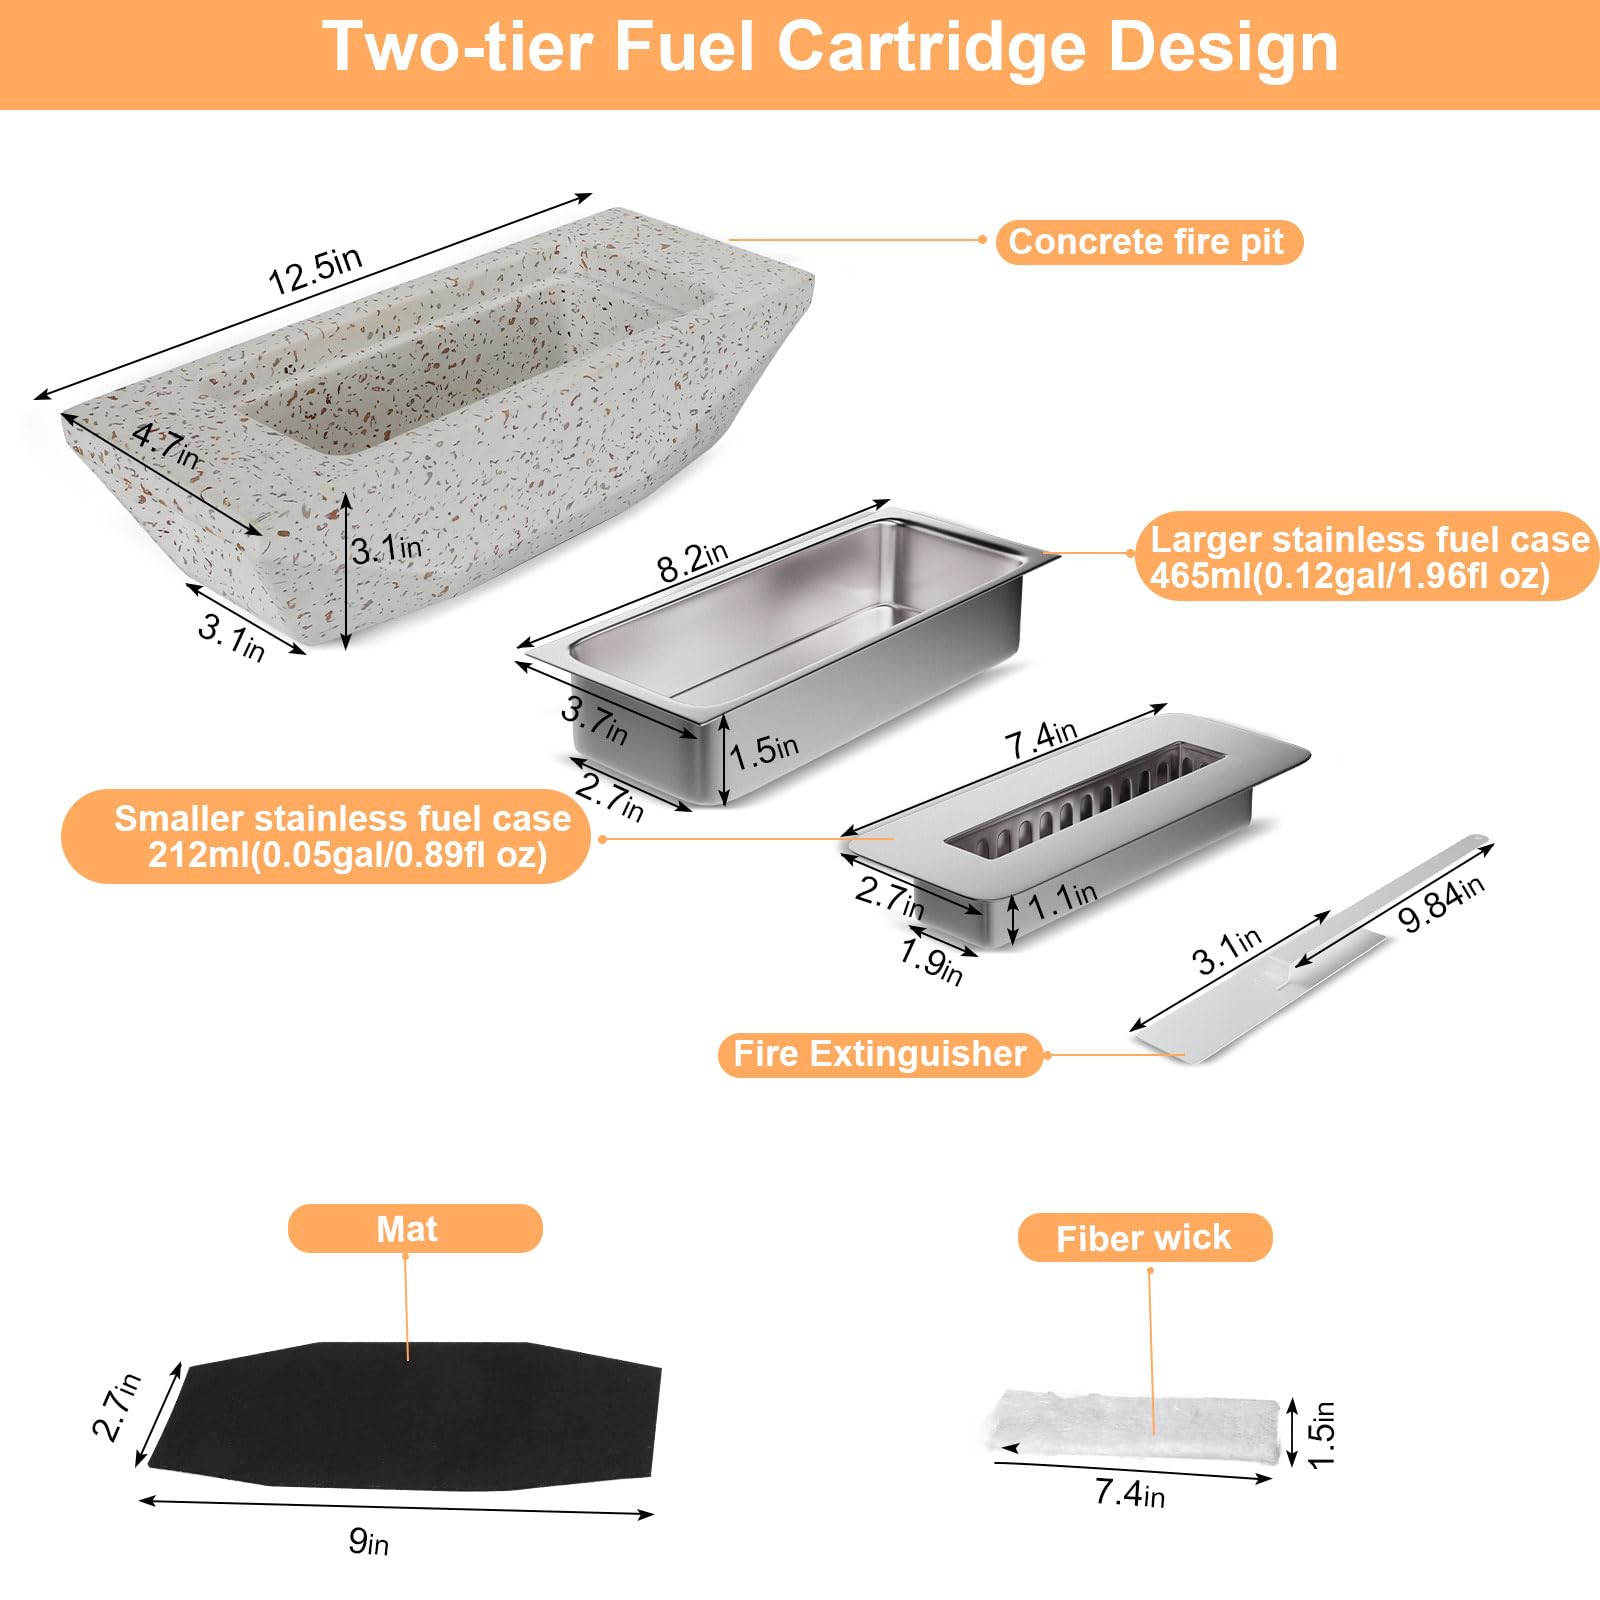 Two-tier Fuel Cartridge Design
12.5in
Concrete fire pit
4.7in
3.1in
3.1in
8.2in
Larger stainless fuel case
465ml(0.12gal/1.96fl oz)
3.7in
1.5in
2.7in
7.4in
Smaller stainless fuel case
212ml(0.05gal/0.89fl oz)
2.7in
1.1in
1.9in
3.1in
9.84in
Fire Extinguisher
Mat
Fiber wick
2.7in
9in
1.5in
7.4in